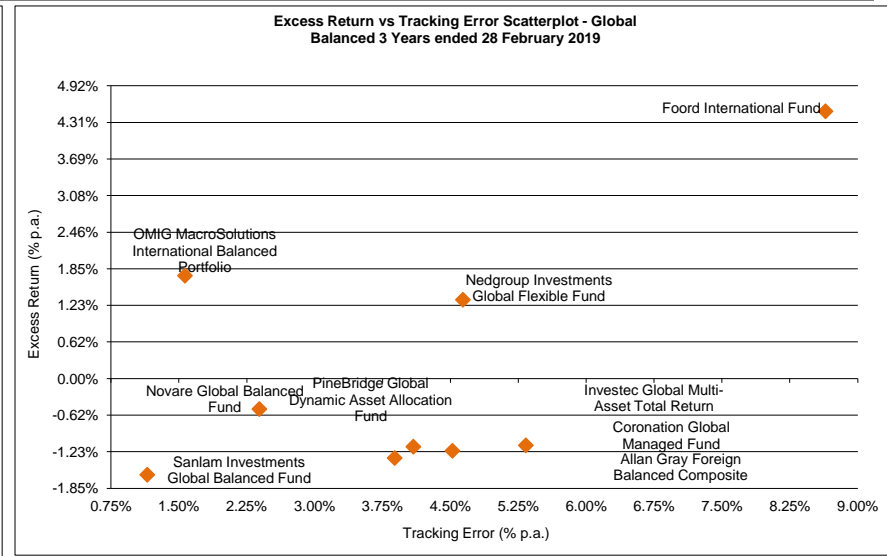 Excess Return vs Tracking Error Scatterplot - Global
Balanced 3 Years ended 28 February 2019
4.92%
4.31%
3.69%
3.08%
2.46%
1.85%
1.23%
0.62%
0.00%
-0.62%
-1.23%
-1.85%
Excess Return (% p.a.)
Foord International Fund
OMIG MacroSolutions
International Balanced
Portfolio
Nedgroup Investments
Global Flexible Fund
Novare Global Balanced
Fund
PineBridge Global
Dynamic Asset Allocation
Fund
Investec Global Multi-
Asset Total Return
Coronation Global
Managed Fund
Allan Gray Foreign
Balanced Composite
Sanlam Investments
Global Balanced Fund
0.75% 1.50% 2.25% 3.00% 3.75% 4.50% 5.25% 6.00% 6.75% 7.50% 8.25% 9.00%
Tracking Error (% p.a.)